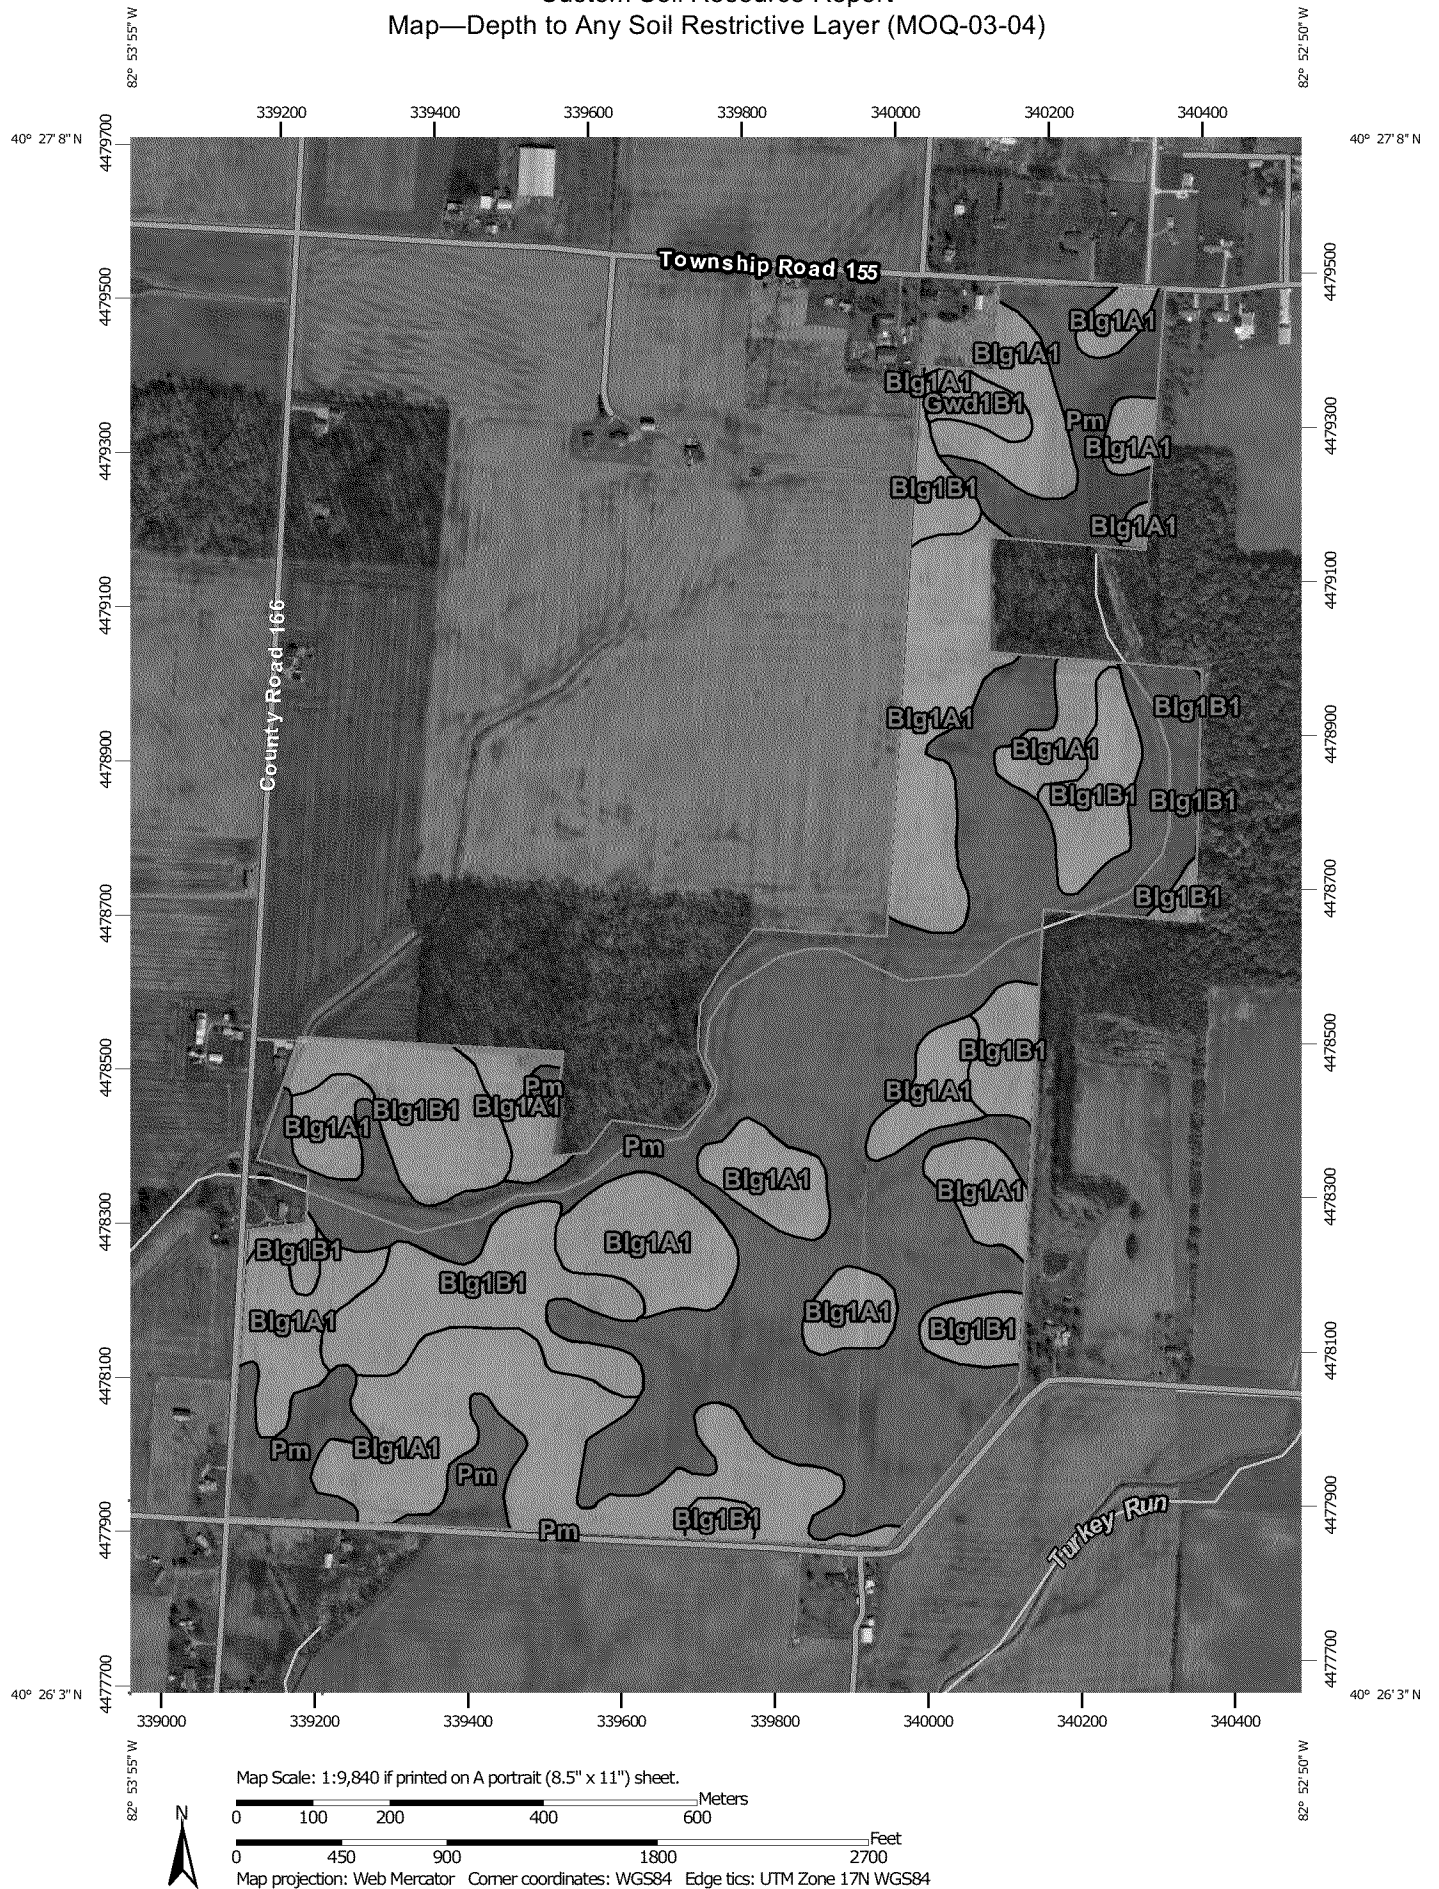 Custom Soil Resource Report
Map—Depth to Any Soil Restrictive Layer (MOQ-03-04)
82° 53' 55" W
82° 52' 50" W
339200 339400 339600 339800 340000 340200 340400
40° 27' 8" N
40° 27' 8" N
4479700
Township Road 155
4479500
4479500
Blg1A1
Blg1A1
Blg1A1
Gwd1B1
Pm
4479300
4479300
Blg1A1
Blg1B1
Blg1A1
4479100
4479100
County Road 166
Blg1B1
Blg1A1
4478900
4478900
Blg1A1
Blg1B1
Blg1B1
4478700
4478700
Blg1B1
4478500
4478500
Blg1B1
Pm
Blg1A1
Blg1B1
Blg1A1
Blg1A1
Pm
Blg1A1
Blg1A1
4478300
4478300
Blg1B1
Blg1A1
Blg1B1
Blg1A1
Blg1A1
Blg1B1
4478100
4478100
Pm
Blg1A1
Pm
4477900
4477900
Blg1B1
Pm
Turkey Run
4477700
4477700
40° 26' 3" N
40° 26' 3" N
339000 339200 339400 339600 339800 340000 340200 340400
82° 53' 55" W
82° 52' 50" W
Map Scale: 1:9,840 if printed on A portrait (8.5" x 11") sheet.
Meters
0 100 200 400 600
N
Feet
0 450 900 1800 2700
Map projection: Web Mercator Corner coordinates: WGS84 Edge tics: UTM Zone 17N WGS84